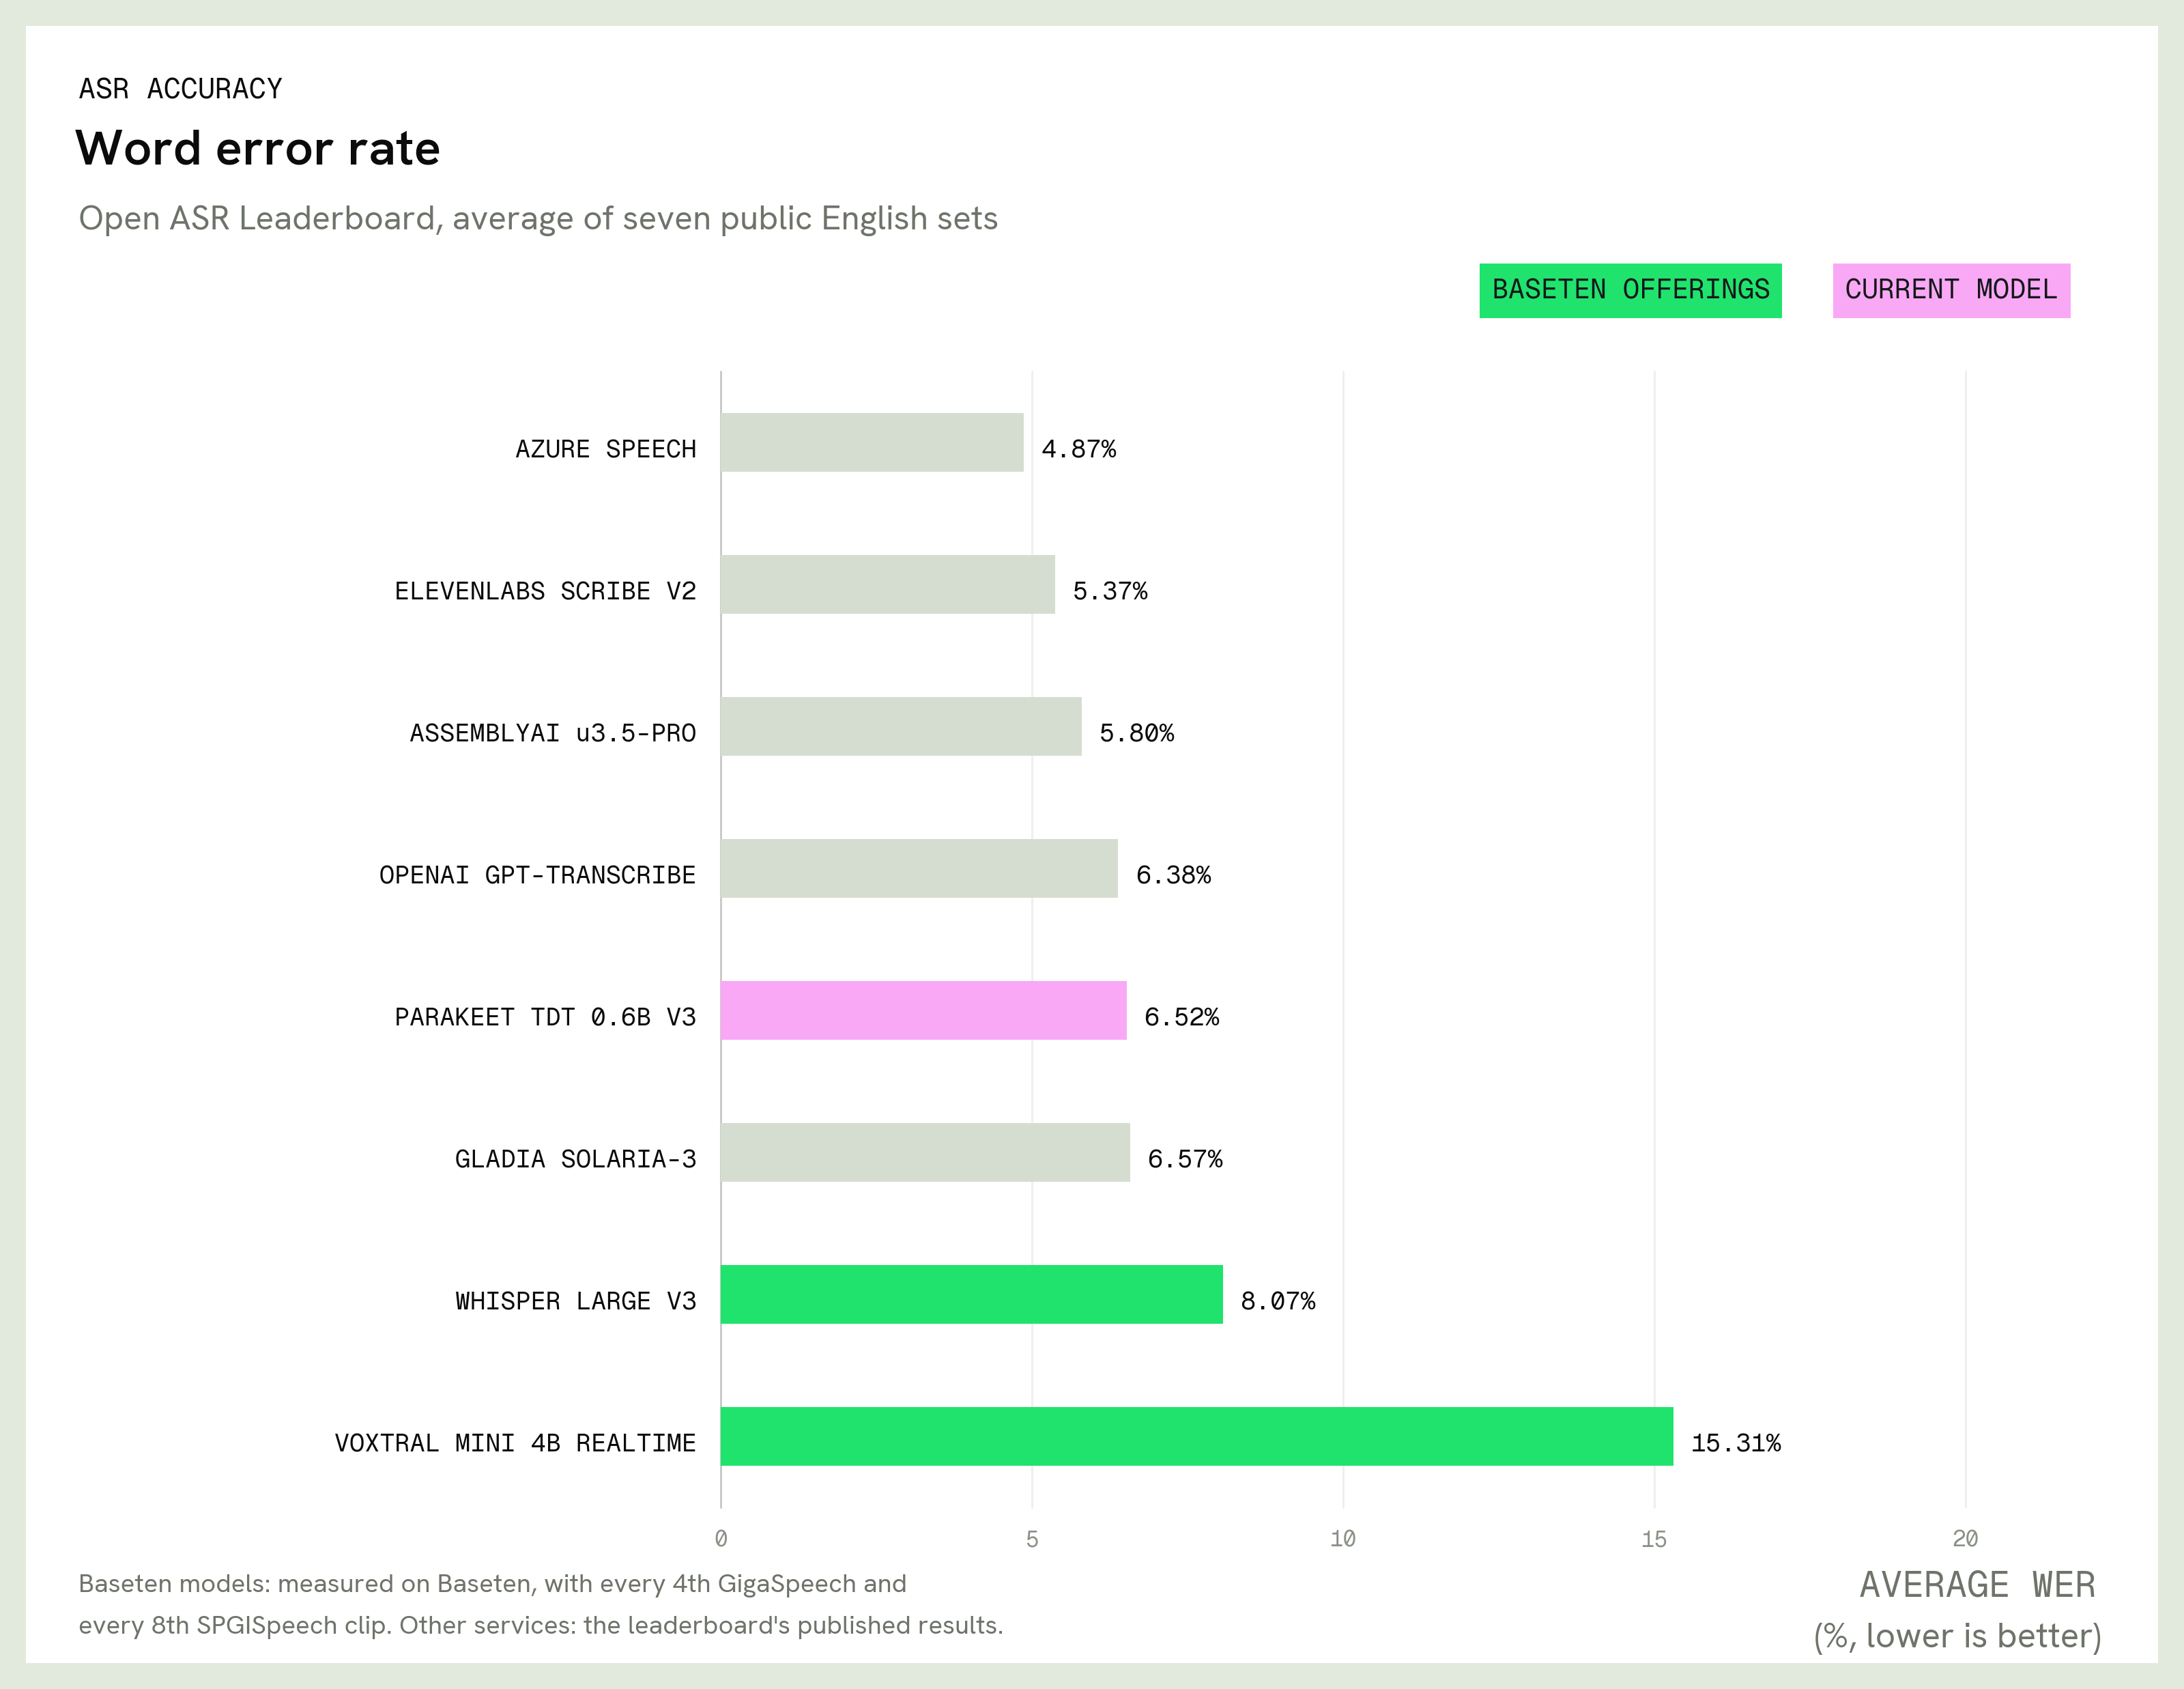 ASR ACCURACY
Word error rate
Open ASR Leaderboard, average of seven public English sets
BASETEN OFFERINGS
CURRENT MODEL
AZURE SPEECH 4.87%
ELEVENLABS SCRIBE V2 5.37%
ASSEMBLYAI u3.5-PRO 5.80%
OPENAI GPT-TRANSCRIBE 6.38%
PARAKEET TDT 0.6B V3 6.52%
GLADIA SOLARIA-3 6.57%
WHISPER LARGE V3 8.07%
VOXTRAL MINI 4B REALTIME 15.31%
0 5 10 15 20
Baseten models: measured on Baseten, with every 4th GigaSpeech and
every 8th SPGISpeech clip. Other services: the leaderboard's published results.
AVERAGE WER
(%, lower is better)